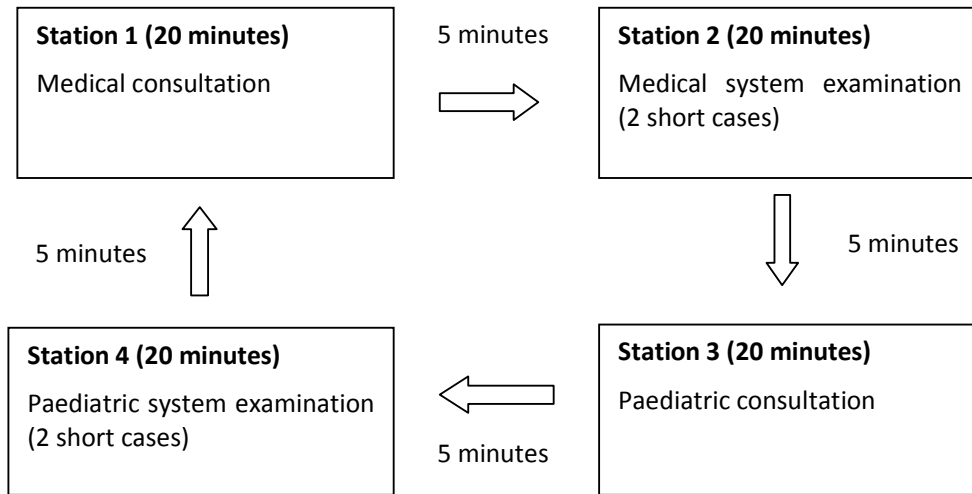 Station 1 (20 minutes)
Medical consultation
5 minutes
Station 2 (20 minutes)
Medical system examination
(2 short cases)
5 minutes
5 minutes
Station 4 (20 minutes)
Paediatric system examination
(2 short cases)
5 minutes
Station 3 (20 minutes)
Paediatric consultation